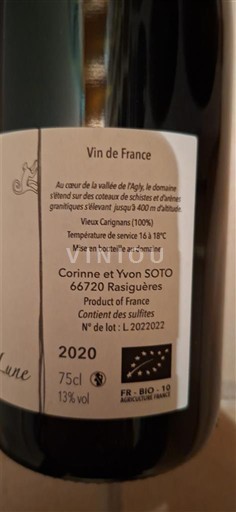 Vin de France
Au cœur de la vallée de l'Agly, le domaine
s'étend sur des coteaux de schistes et d'arènes
granitiques s'élevant jusqu'à 400 m d'altitude
Vieux Carignans (100%)
Température de service 16 à 18°C
VINIOU
Mise en bouteille au domaine
Corinne et Yvon SOTO
66720 Rasiguères
Product of France
Contient des sulfites
N° de lot : L 2022022
2020
75cl
13% vol
FR - BIO - 10
AGRICULTURE FRANCE
Lune